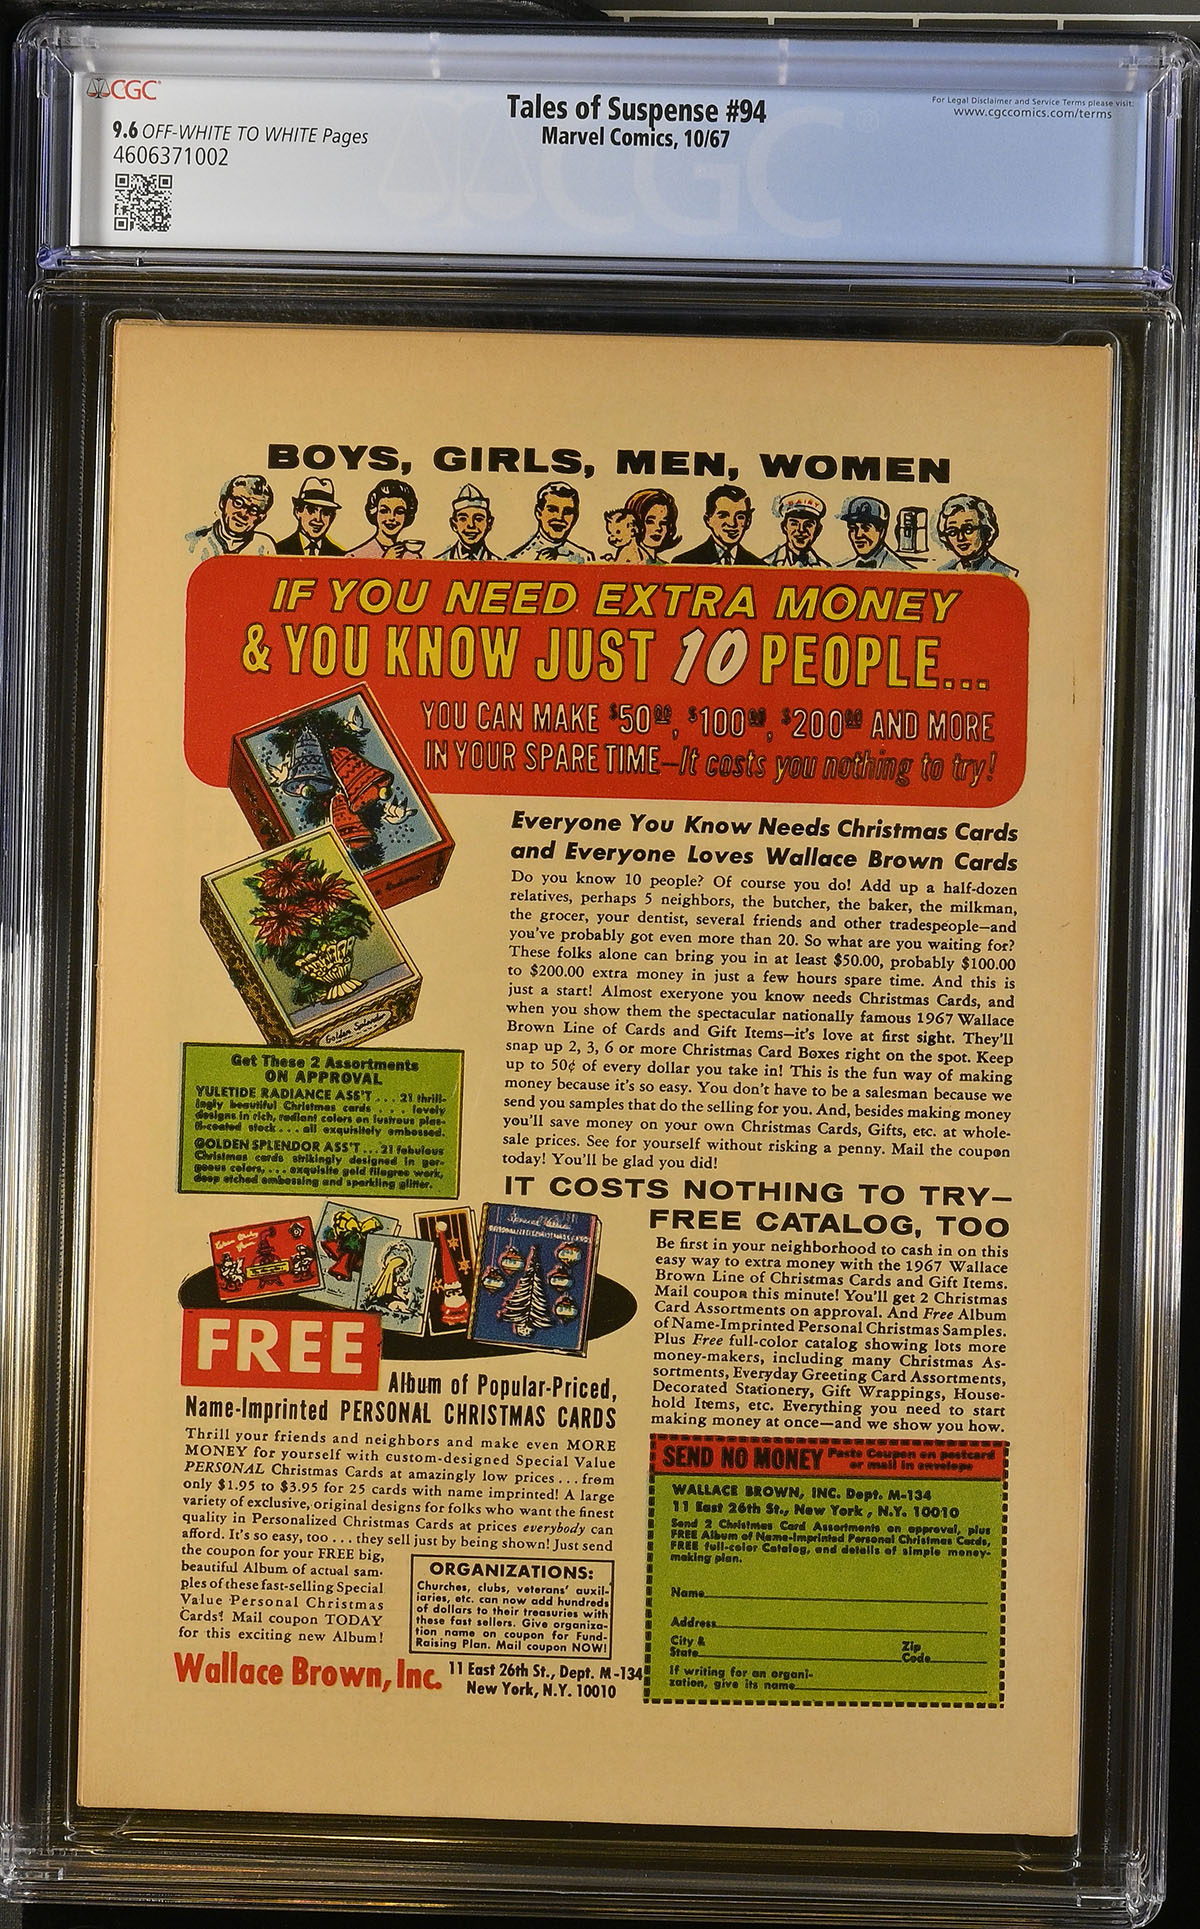 CGC
9.6 OFF-WHITE TO WHITE Pages
4606371002
Tales of Suspense #94
Marvel Comics, 10/67
For Legal Disclaimer and Service Terms please visit:
www.cgccomics.com/terms
BOYS, GIRLS, MEN, WOMEN
DAIRY
IF YOU NEED EXTRA MONEY
& YOU KNOW JUST 10 PEOPLE...
YOU CAN MAKE $50.00, $100.00, $200.00 AND MORE
IN YOUR SPARE TIME—It costs you nothing to try!
Golden Splendor
Everyone You Know Needs Christmas Cards
and Everyone Loves Wallace Brown Cards
Do you know 10 people? Of course you do! Add up a half-dozen
relatives, perhaps 5 neighbors, the butcher, the baker, the milkman,
the grocer, your dentist, several friends and other tradespeople—and
you've probably got even more than 20. So what are you waiting for?
These folks alone can bring you in at least $50.00, probably $100.00
to $200.00 extra money in just a few hours spare time. And this is
just a start! Almost exeryone you know needs Christmas Cards, and
when you show them the spectacular nationally famous 1967 Wallace
Brown Line of Cards and Gift Items—it's love at first sight. They'll
snap up 2, 3, 6 or more Christmas Card Boxes right on the spot. Keep
up to 50¢ of every dollar you take in! This is the fun way of making
money because it's so easy. You don't have to be a salesman because we
send you samples that do the selling for you. And, besides making money
you'll save money on your own Christmas Cards, Gifts, etc. at whole-
sale prices. See for yourself without risking a penny. Mail the coupon
today! You'll be glad you did!
Get These 2 Assortments
ON APPROVAL
YULETIDE RADIANCE ASS'T . . . 21 thrill-
ingly beautiful Christmas cards . . . . lovely
designs in rich, radiant colors on lustrous plas-
ti-coated stock . . . all exquisitely embossed.
GOLDEN SPLENDOR ASS'T . . . 21 fabulous
Christmas cards strikingly designed in gor-
geous colors, . . . exquisite gold filagree work,
deep etched embossing and sparkling glitter.
IT COSTS NOTHING TO TRY—
FREE CATALOG, TOO
Be first in your neighborhood to cash in on this
easy way to extra money with the 1967 Wallace
Brown Line of Christmas Cards and Gift Items.
Mail coupon this minute! You'll get 2 Christmas
Card Assortments on approval. And Free Album
of Name-Imprinted Personal Christmas Samples.
Plus Free full-color catalog showing lots more
money-makers, including many Christmas As-
sortments, Everyday Greeting Card Assortments,
Decorated Stationery, Gift Wrappings, House-
hold Items, etc. Everything you need to start
making money at once—and we show you how.
FREE
Album of Popular-Priced,
Name-Imprinted PERSONAL CHRISTMAS CARDS
Thrill your friends and neighbors and make even MORE
MONEY for yourself with custom-designed Special Value
PERSONAL Christmas Cards at amazingly low prices . . . from
only $1.95 to $3.95 for 25 cards with name imprinted! A large
variety of exclusive, original designs for folks who want the finest
quality in Personalized Christmas Cards at prices everybody can
afford. It's so easy, too . . . they sell just by being shown! Just send
the coupon for your FREE big,
beautiful Album of actual sam-
ples of these fast-selling Special
Value Personal Christmas
Cards! Mail coupon TODAY
for this exciting new Album!
ORGANIZATIONS:
Churches, clubs, veterans' auxil-
iaries, etc. can now add hundreds
of dollars to their treasuries with
these fast sellers. Give organiza-
tion name on coupon for Fund-
Raising Plan. Mail coupon NOW!
Wallace Brown, Inc. 11 East 26th St., Dept. M-134
New York, N.Y. 10010
SEND NO MONEY Paste Coupon on postcard
or mail in envelope
WALLACE BROWN, INC. Dept. M-134
11 East 26th St., New York , N.Y. 10010
Send 2 Christmas Card Assortments on approval, plus
FREE Album of Name-Imprinted Personal Christmas Cards,
FREE full-color Catalog, and details of simple money-
making plan.
Name
Address
City &
State
Zip
Code
If writing for an organi-
zation, give its name